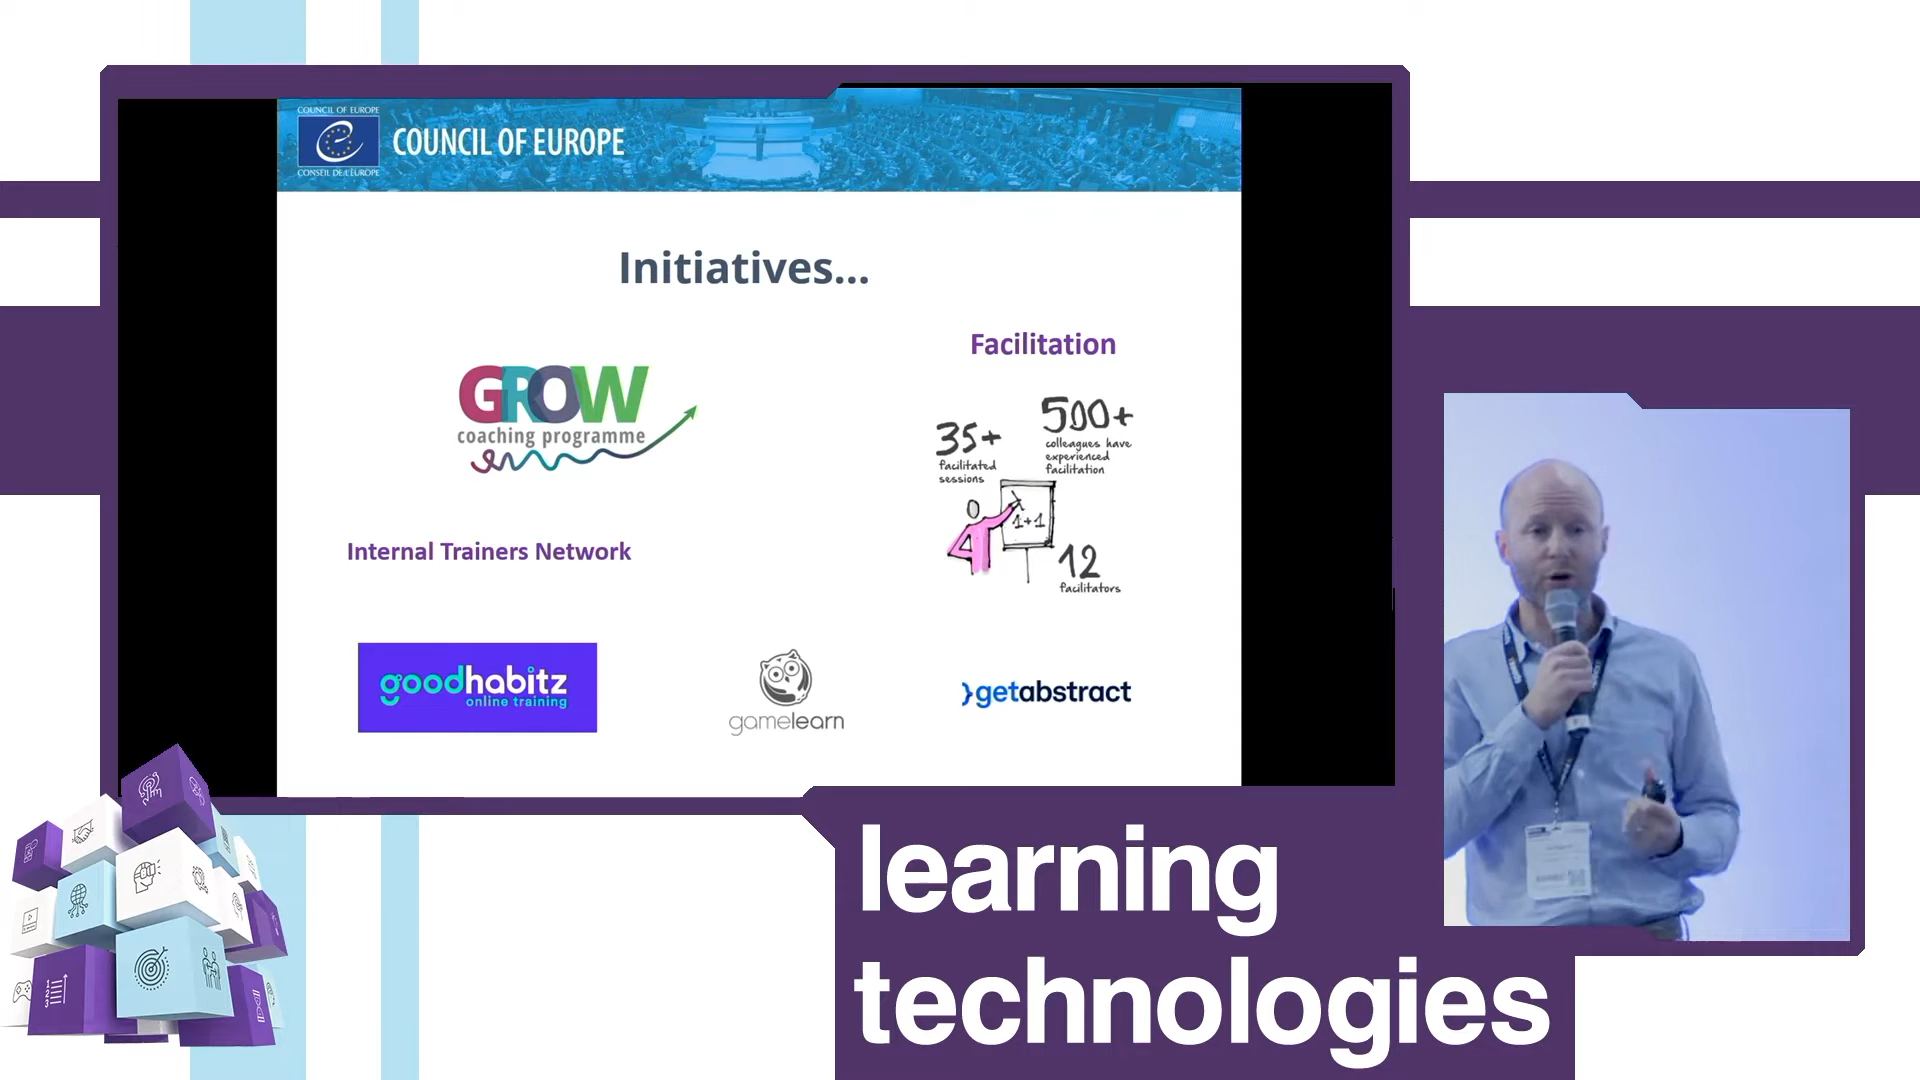 COUNCIL OF EUROPE
COUNCIL OF EUROPE
CONSEIL DE L'EUROPE
Initiatives...
Facilitation
GROW
coaching programme
35+
facilitated
sessions
500+
colleagues have
experienced
facilitation
1+1
12
facilitators
Internal Trainers Network
goodhabitz
online training
gamelearn
}getabstract
learning
technologies